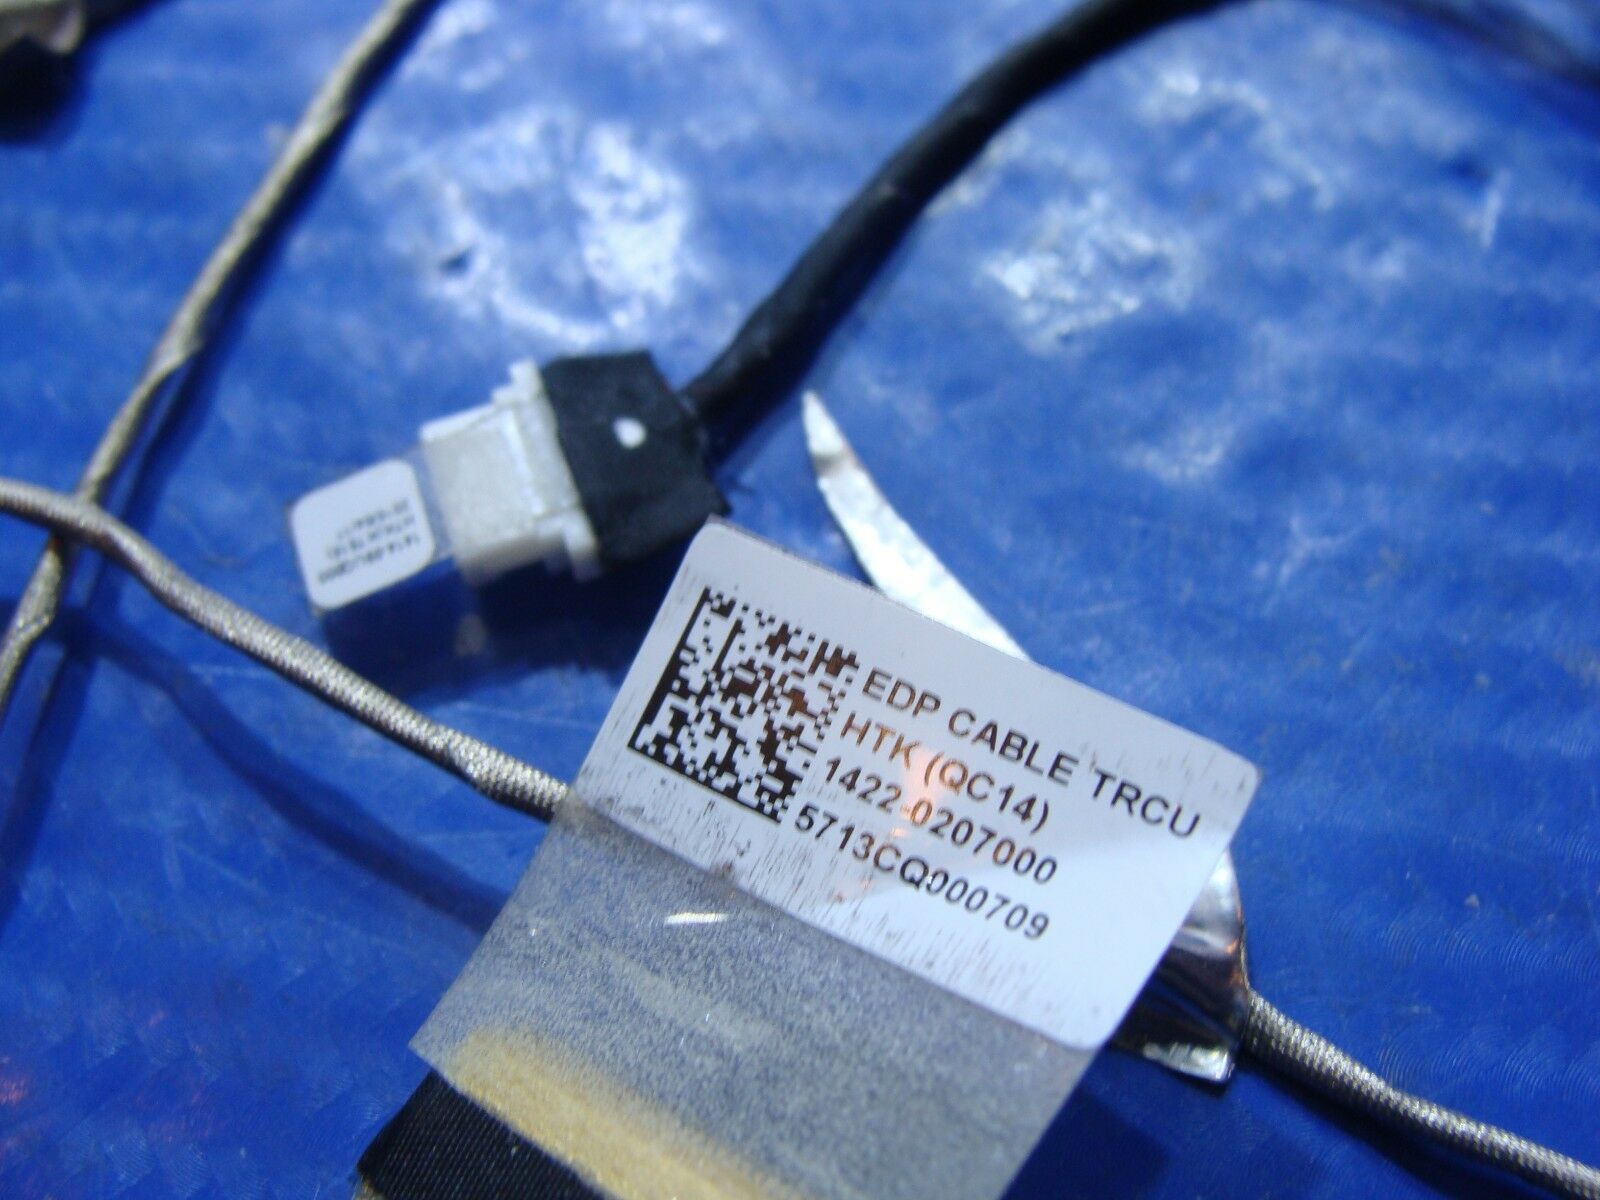 EDP CABLE TRCU
HTK (QC14)
1422-0207000
5713CQ000709